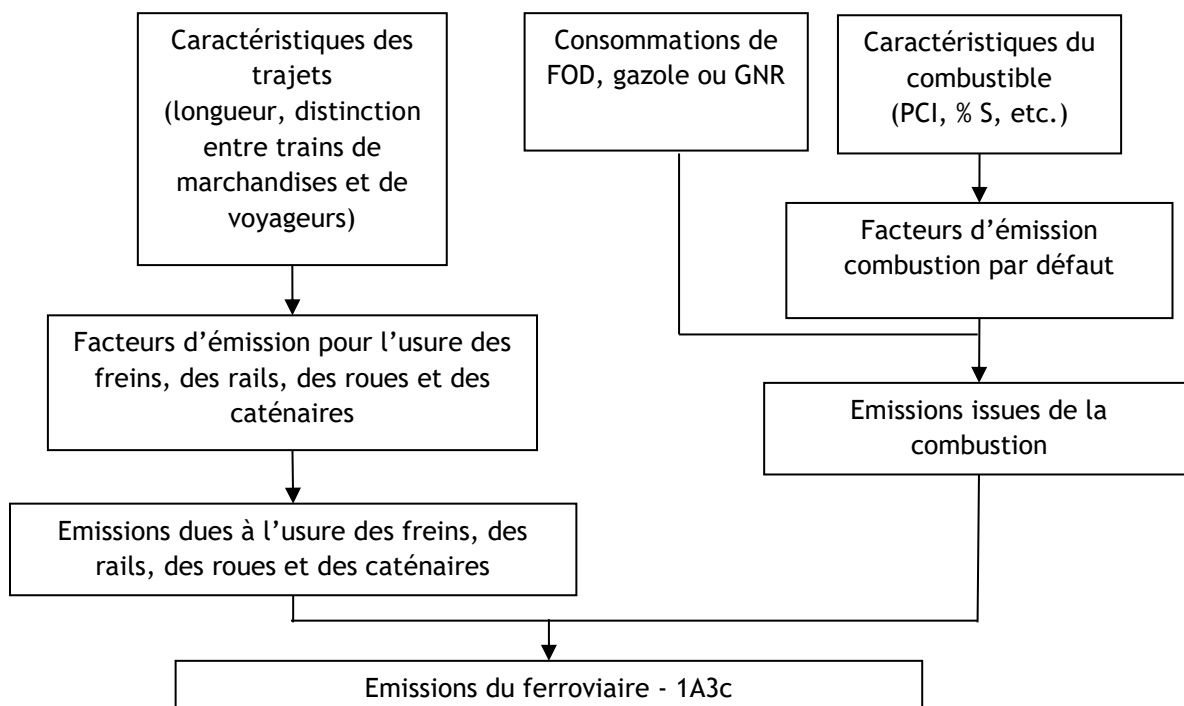 Caractéristiques des
trajets
(longueur, distinction
entre trains de
marchandises et de
voyageurs)
Consommations de
FOD, gazole ou GNR
Caractéristiques du
combustible
(PCI, % S, etc.)
Facteurs d’émission
combustion par défaut
Facteurs d’émission pour l’usure des
freins, des rails, des roues et des
caténaires
Emissions issues de la
combustion
Emissions dues à l’usure des freins, des
rails, des roues et des caténaires
Emissions du ferroviaire - 1A3c